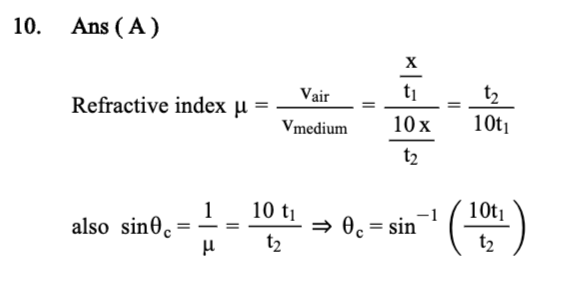 10. Ans ( A )
Refractive index μ = v_air / v_medium = (x / t₁) / (10 x / t₂) = t₂ / 10t₁
also sinθ_c = 1 / μ = 10 t₁ / t₂ ⇒ θ_c = sin⁻¹ (10t₁ / t₂)